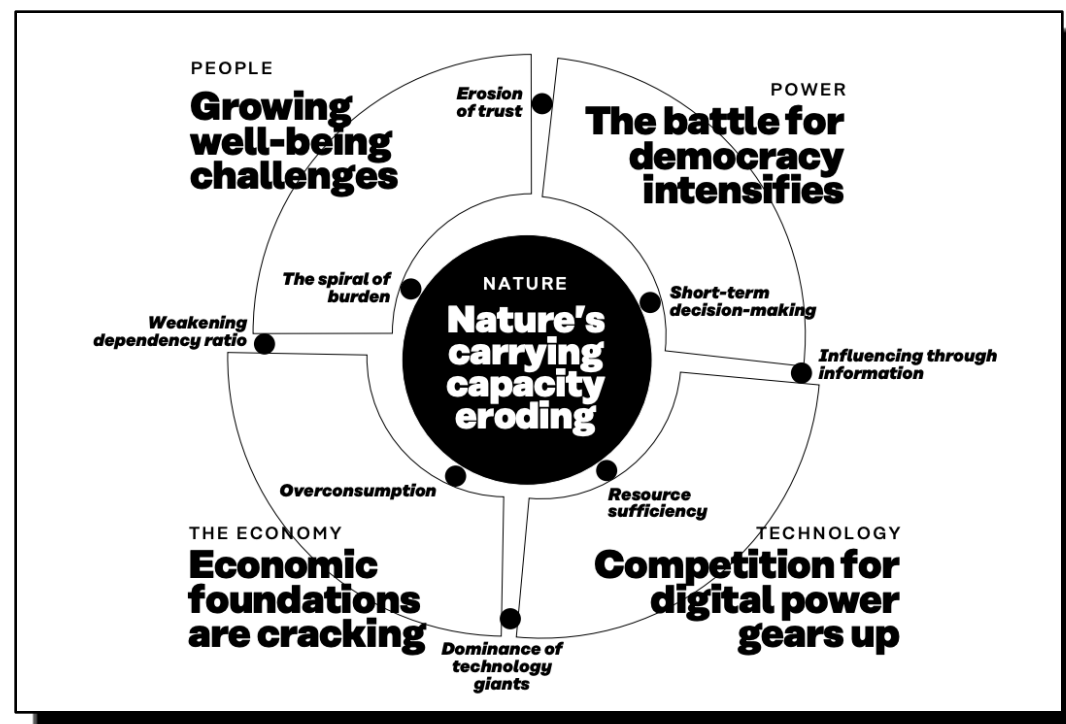 PEOPLE
Growing
well-being
challenges
Erosion
of trust
POWER
The battle for
democracy
intensifies
The spiral of
burden
NATURE
Nature's
carrying
capacity
eroding
Short-term
decision-making
Weakening
dependency ratio
Influencing through
information
Overconsumption
Resource
sufficiency
THE ECONOMY
Economic
foundations
are cracking
TECHNOLOGY
Competition for
digital power
gears up
Dominance of
technology
giants